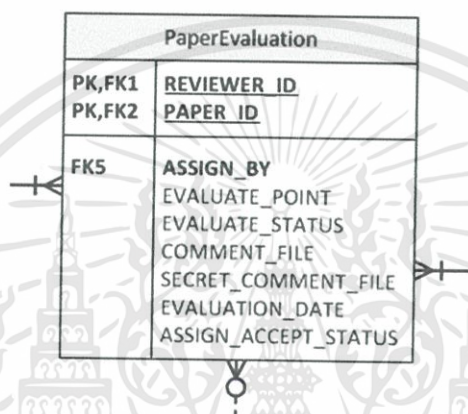 PaperEvaluation
PK,FK1 REVIEWER_ID
PK,FK2 PAPER_ID
FK5 ASSIGN_BY
EVALUATE_POINT
EVALUATE_STATUS
COMMENT_FILE
SECRET_COMMENT_FILE
EVALUATION_DATE
ASSIGN_ACCEPT_STATUS